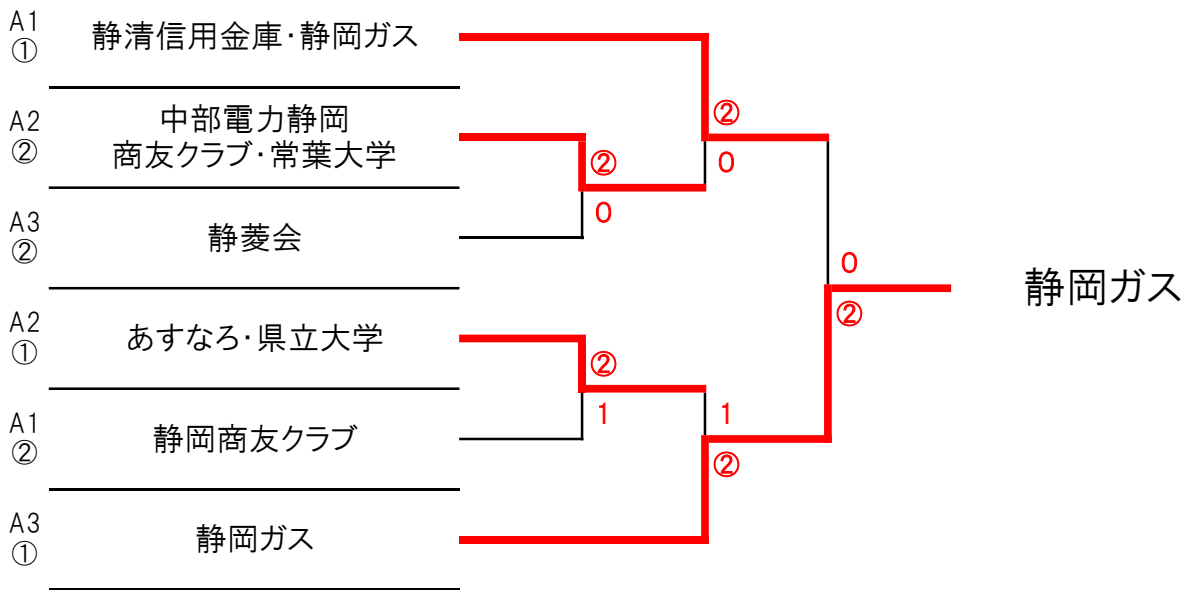 A1
①
静清信用金庫・静岡ガス
A2
②
中部電力静岡
商友クラブ・常葉大学
A3
②
静菱会
A2
①
あすなろ・県立大学
A1
②
静岡商友クラブ
A3
①
静岡ガス
②
0
②
0
②
1
1
②
0
②
静岡ガス